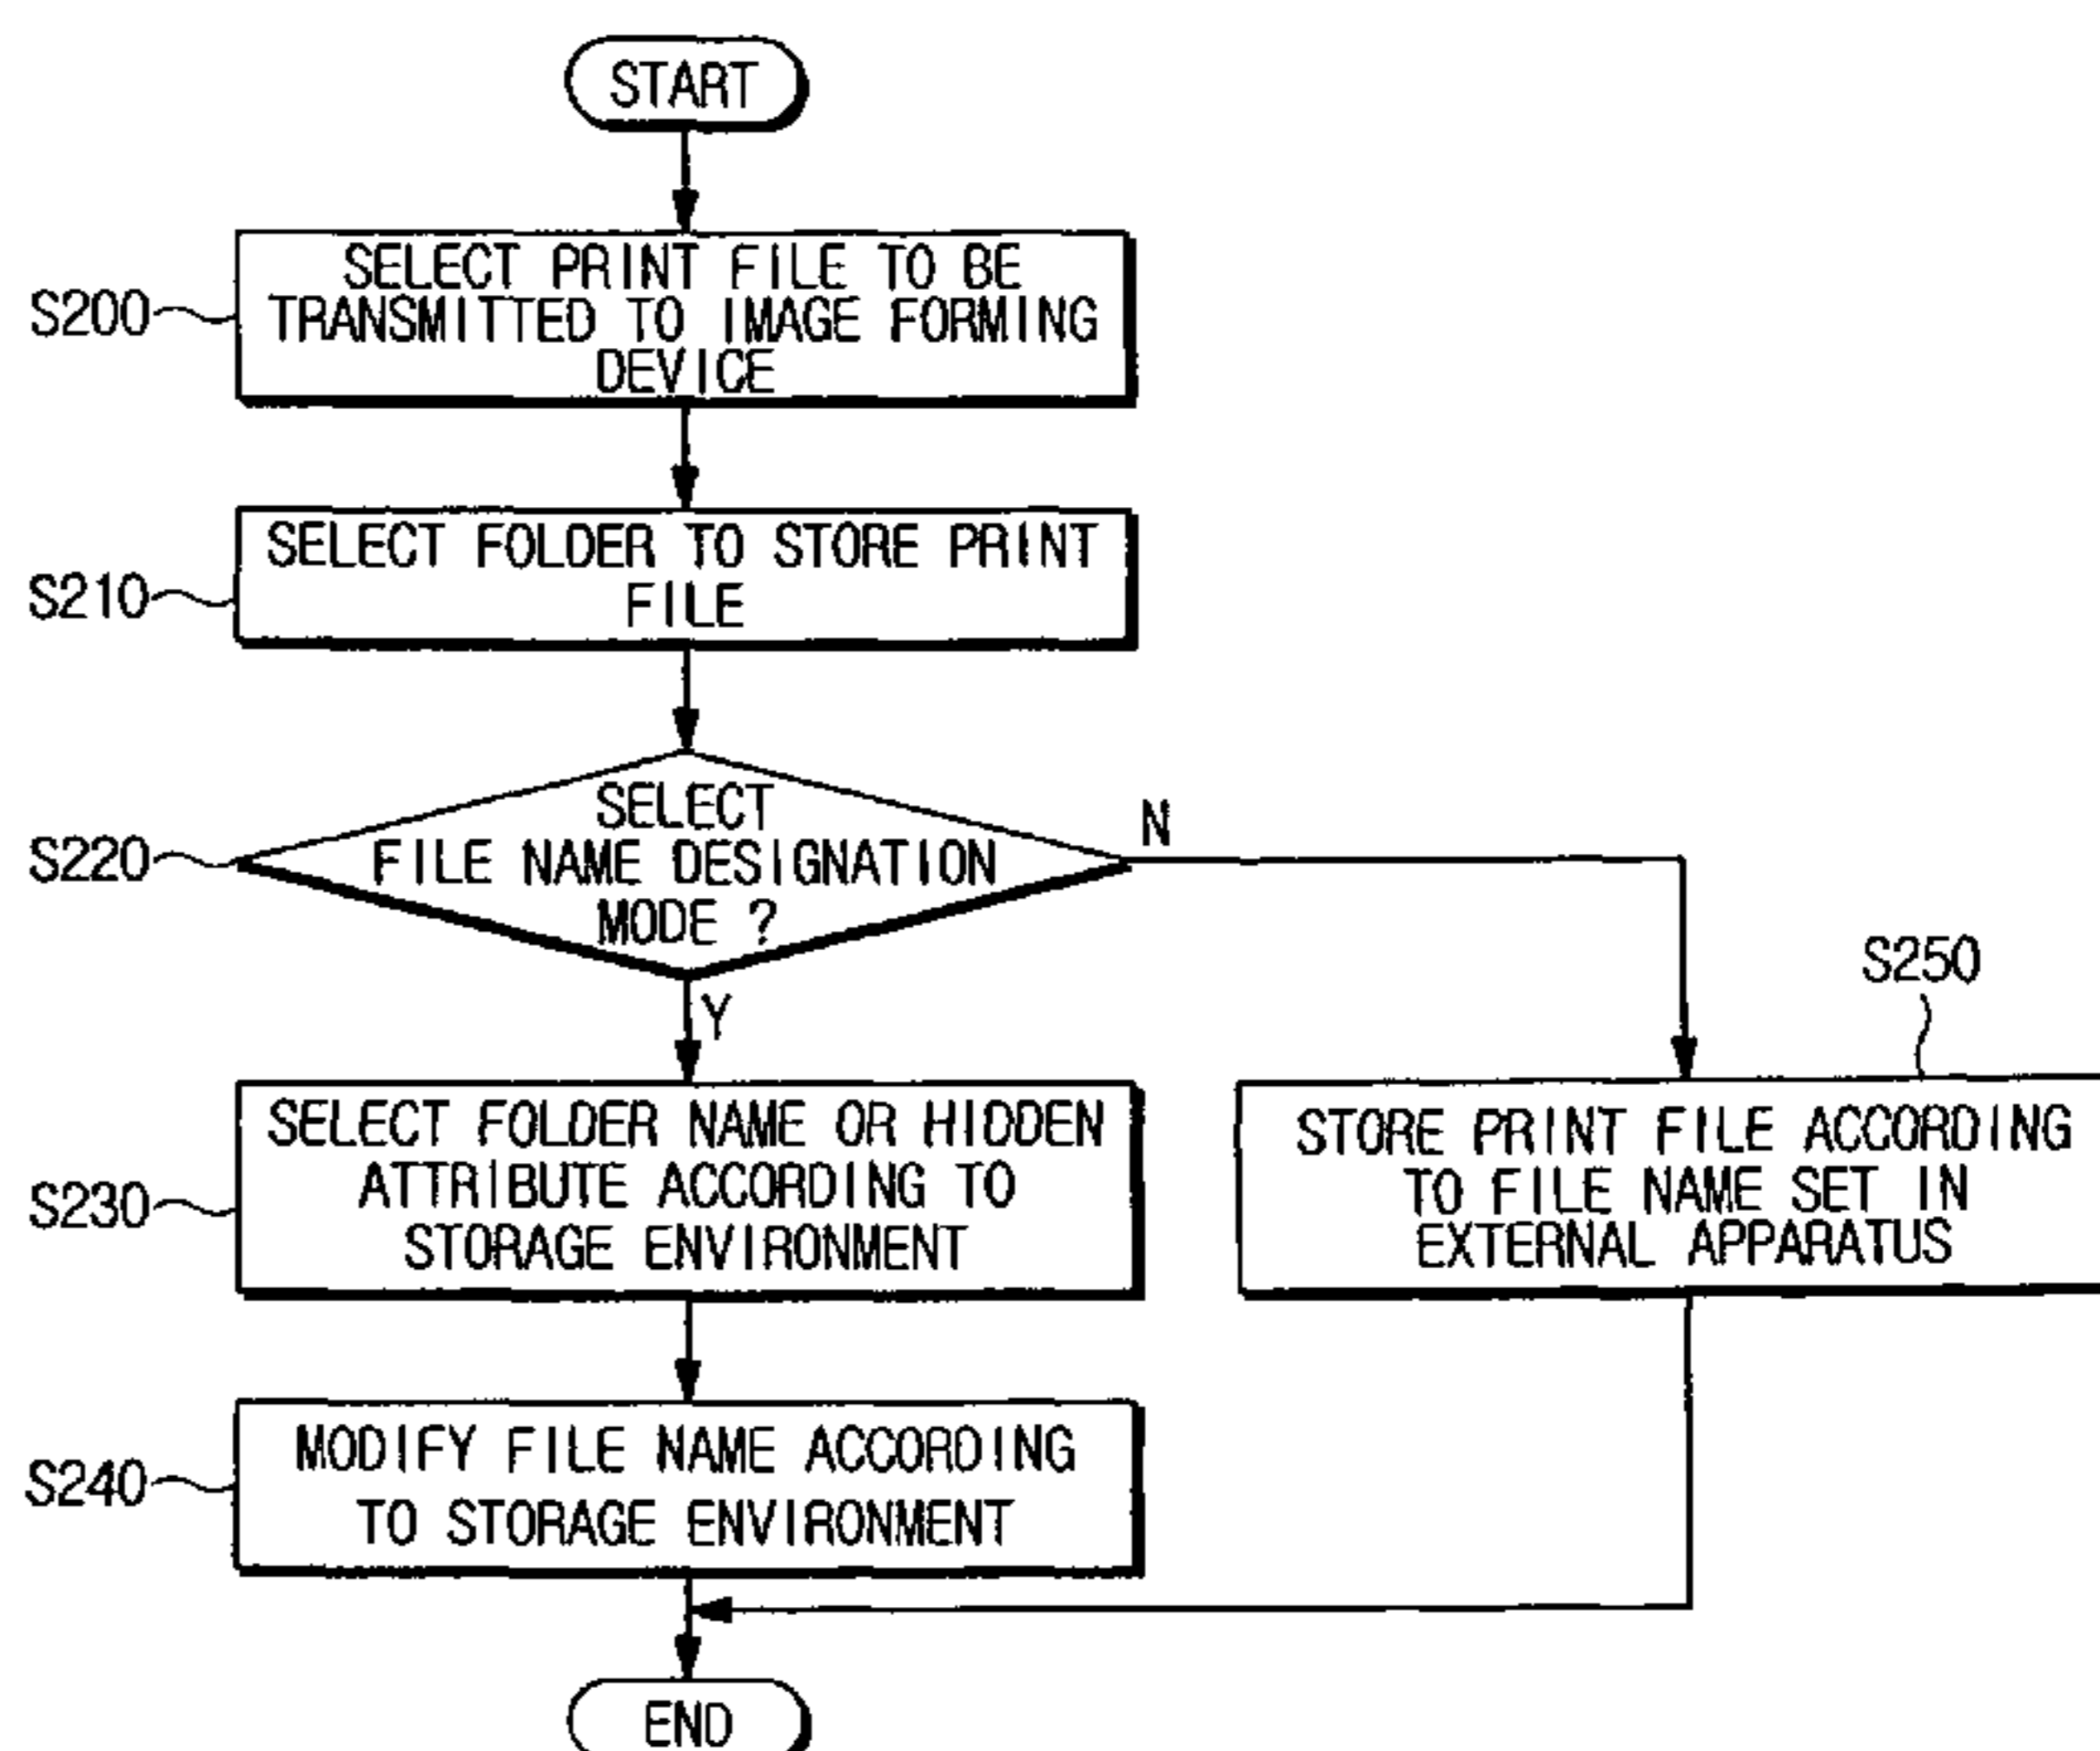 START
S200
SELECT PRINT FILE TO BE
TRANSMITTED TO IMAGE FORMING
DEVICE
S210
SELECT FOLDER TO STORE PRINT
FILE
S220
SELECT
FILE NAME DESIGNATION
MODE ?
N
Y
S230
SELECT FOLDER NAME OR HIDDEN
ATTRIBUTE ACCORDING TO
STORAGE ENVIRONMENT
S250
STORE PRINT FILE ACCORDING
TO FILE NAME SET IN
EXTERNAL APPARATUS
S240
MODIFY FILE NAME ACCORDING
TO STORAGE ENVIRONMENT
END